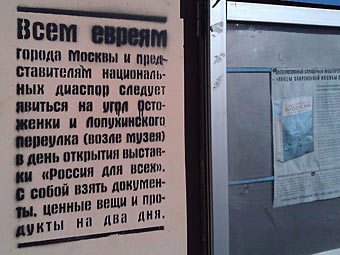 Всем евреям
города Москвы и пред-
ставителям националь-
ных диаспор следует
явиться на угол Осто-
женки и Лопухинского
переулка (возле музея)
в день открытия выстав-
ки «Россия для всех».
С собой взять докумен-
ты, ценные вещи и про-
дукты на два дня.